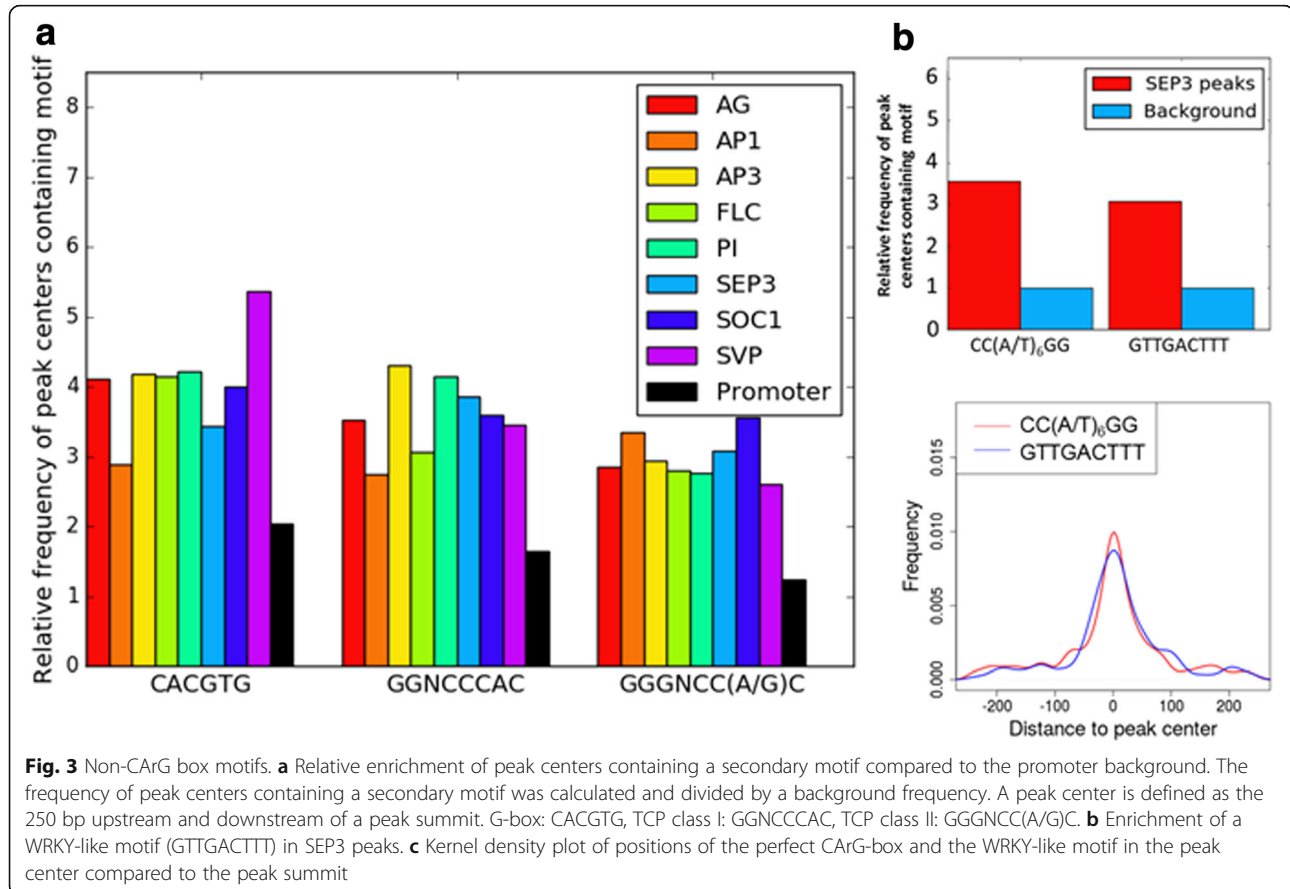 a
Relative frequency of peak centers containing motif
8
7
6
5
4
3
2
1
0
AG
AP1
AP3
FLC
PI
SEP3
SOC1
SVP
Promoter
CACGTG
GGNCCCAC
GGGNCC(A/G)C
b
Relative frequency of peak
centers containing motif
6
5
4
3
2
1
0
SEP3 peaks
Background
CC(A/T)₆GG
GTTGACTTT
CC(A/T)₆GG
GTTGACTTT
Frequency
0.015
0.010
0.005
0.000
-200 -100 0 100 200
Distance to peak center
Fig. 3 Non-CArG box motifs. a Relative enrichment of peak centers containing a secondary motif compared to the promoter background. The
frequency of peak centers containing a secondary motif was calculated and divided by a background frequency. A peak center is defined as the
250 bp upstream and downstream of a peak summit. G-box: CACGTG, TCP class I: GGNCCCAC, TCP class II: GGGNCC(A/G)C. b Enrichment of a
WRKY-like motif (GTTGACTTT) in SEP3 peaks. c Kernel density plot of positions of the perfect CArG-box and the WRKY-like motif in the peak
center compared to the peak summit